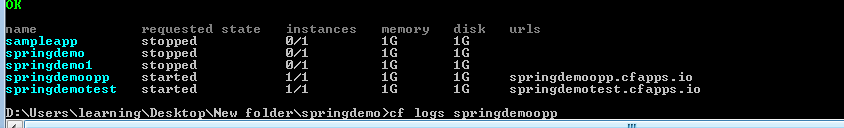 OK
name requested state instances memory disk urls
sampleapp stopped 0/1 1G 1G
springdemo stopped 0/1 1G 1G
springdemo1 stopped 0/1 1G 1G
springdemoopp started 1/1 1G 1G springdemoopp.cfapps.io
springdemotest started 1/1 1G 1G springdemotest.cfapps.io
D:\Users\learning\Desktop\New folder\springdemo>cf logs springdemoopp